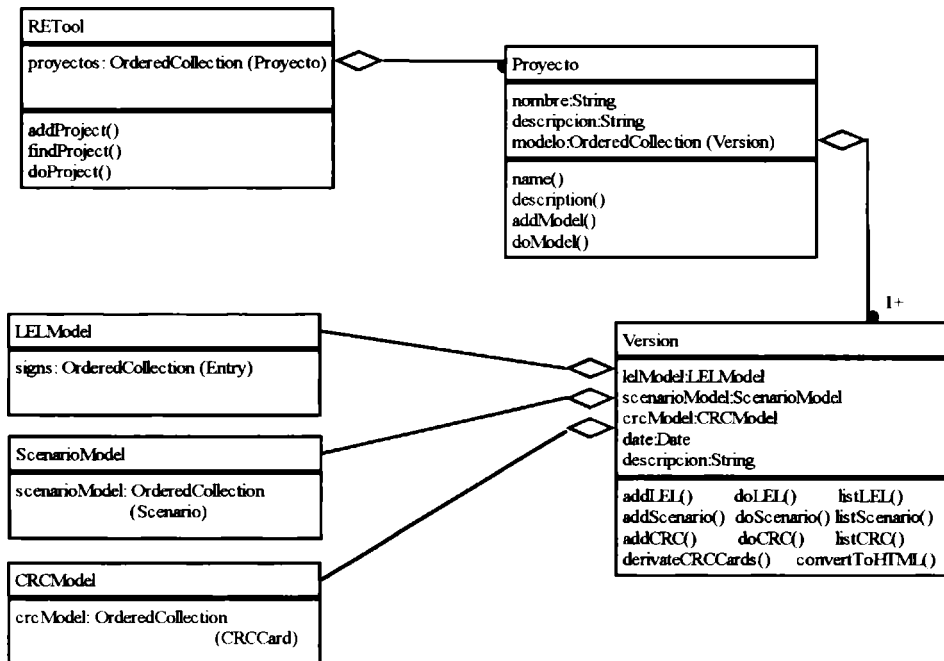 RETool
proyectos: OrderedCollection (Proyecto)
addProject()
findProject()
doProject()
Proyecto
nombre:String
descripcion:String
modelo:OrderedCollection (Version)
name()
description()
addModel()
doModel()
1+
LELModel
signs: OrderedCollection (Entry)
ScenarioModel
scenarioModel: OrderedCollection
(Scenario)
CRCModel
crcModel: OrderedCollection
(CRCCard)
Version
lelModel:LELModel
scenarioModel:ScenarioModel
crcModel:CRCModel
date:Date
descripcion:String
addLEL() doLEL() listLEL()
addScenario() doScenario() listScenario()
addCRC() doCRC() listCRC()
derivateCRCCards() convertToHTML()